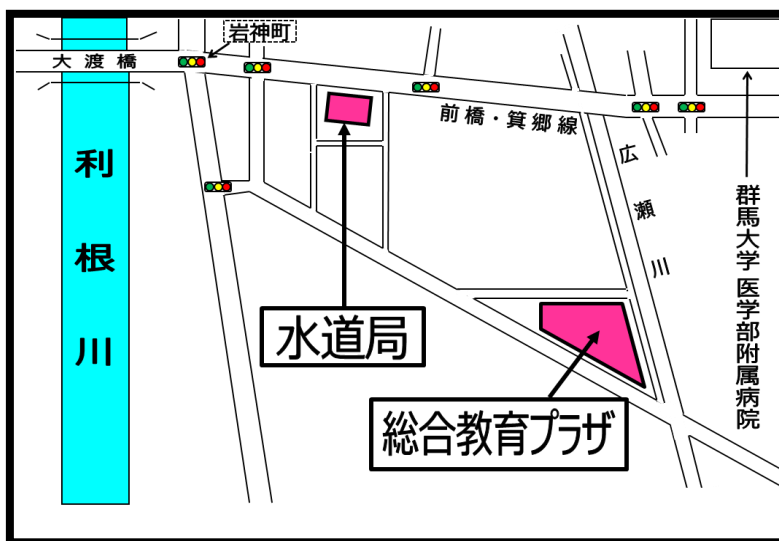 岩神町
大渡橋
前橋・箕郷線
利根川
広瀬川
群馬大学 医学部附属病院
水道局
総合教育プラザ